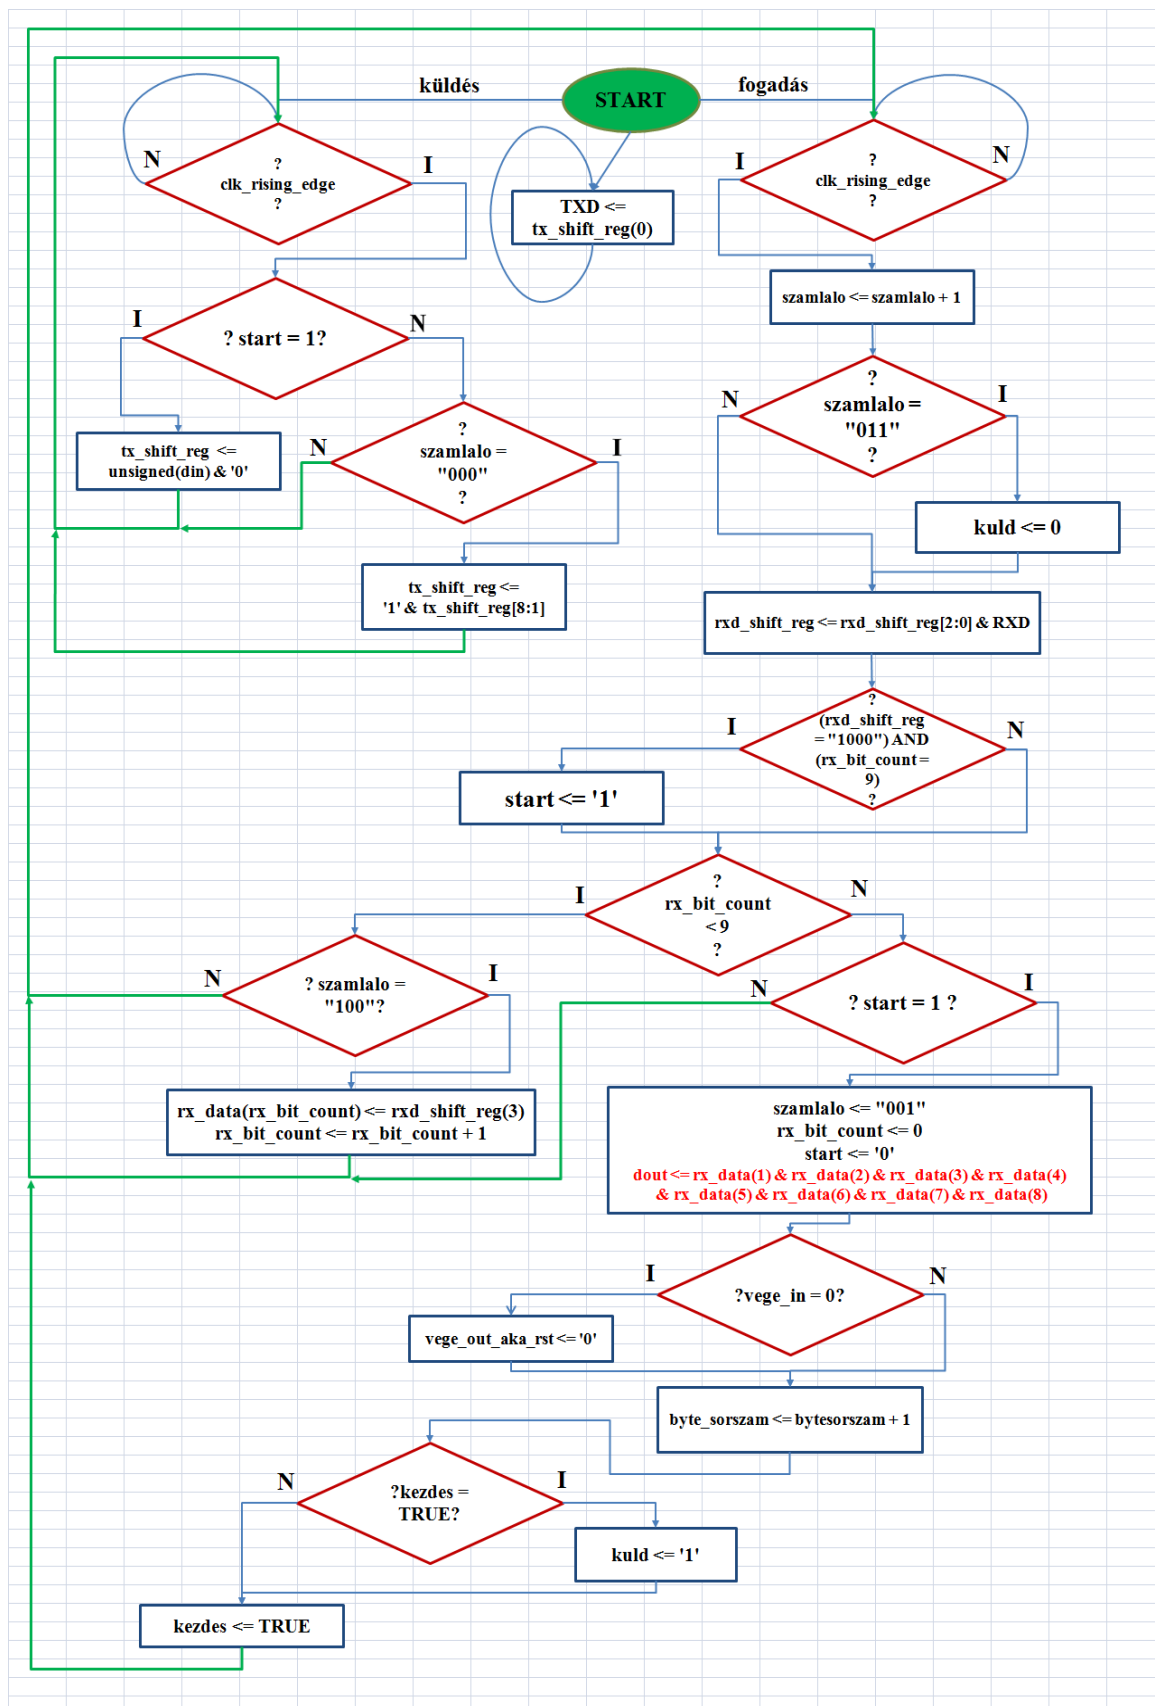 küldés
START
fogadás
N
?
clk_rising_edge
?
I
TXD <=
tx_shift_reg(0)
I
?
clk_rising_edge
?
N
szamlalo <= szamlalo + 1
I
? start = 1?
N
tx_shift_reg <=
unsigned(din) & '0'
N
?
szamlalo =
"000"
?
I
N
?
szamlalo =
"011"
?
I
kuld <= 0
tx_shift_reg <=
'1' & tx_shift_reg[8:1]
rxd_shift_reg <= rxd_shift_reg[2:0] & RXD
I
?
(rxd_shift_reg
= "1000") AND
(rx_bit_count =
9)
?
N
start <= '1'
I
?
rx_bit_count
< 9
?
N
N
? szamlalo =
"100"?
I
N
? start = 1 ?
I
rx_data(rx_bit_count) <= rxd_shift_reg(3)
rx_bit_count <= rx_bit_count + 1
szamlalo <= "001"
rx_bit_count <= 0
start <= '0'
dout <= rx_data(1) & rx_data(2) & rx_data(3) & rx_data(4)
& rx_data(5) & rx_data(6) & rx_data(7) & rx_data(8)
I
?vege_in = 0?
N
vege_out_aka_rst <= '0'
byte_sorszam <= bytesorszam + 1
N
?kezdes =
TRUE?
I
kuld <= '1'
kezdes <= TRUE